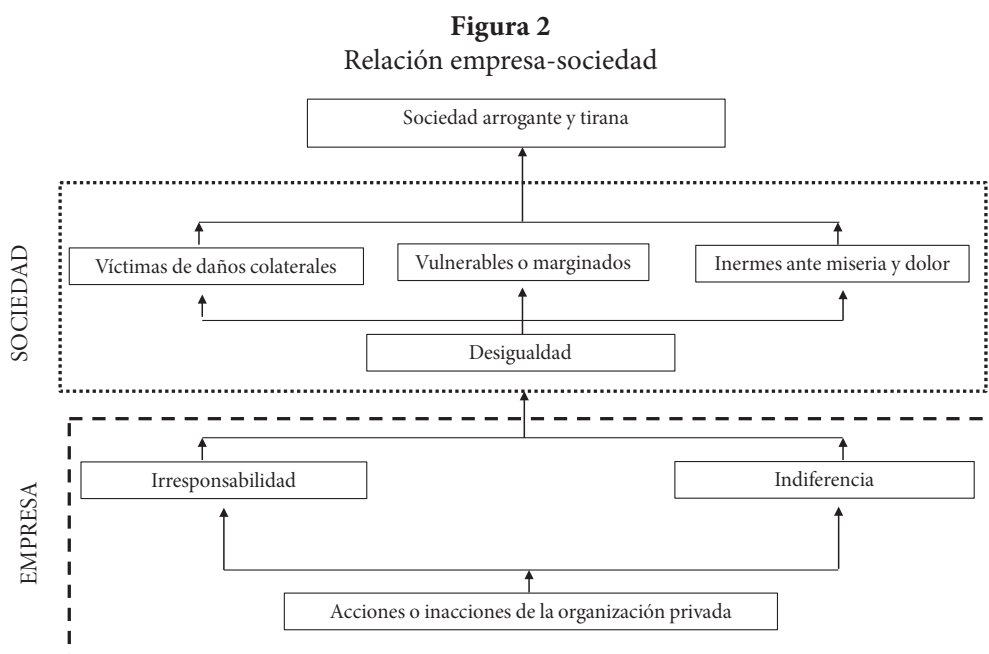 Figura 2
Relación empresa-sociedad
Sociedad arrogante y tirana
SOCIEDAD
Víctimas de daños colaterales
Vulnerables o marginados
Inermes ante miseria y dolor
Desigualdad
EMPRESA
Irresponsabilidad
Indiferencia
Acciones o inacciones de la organización privada